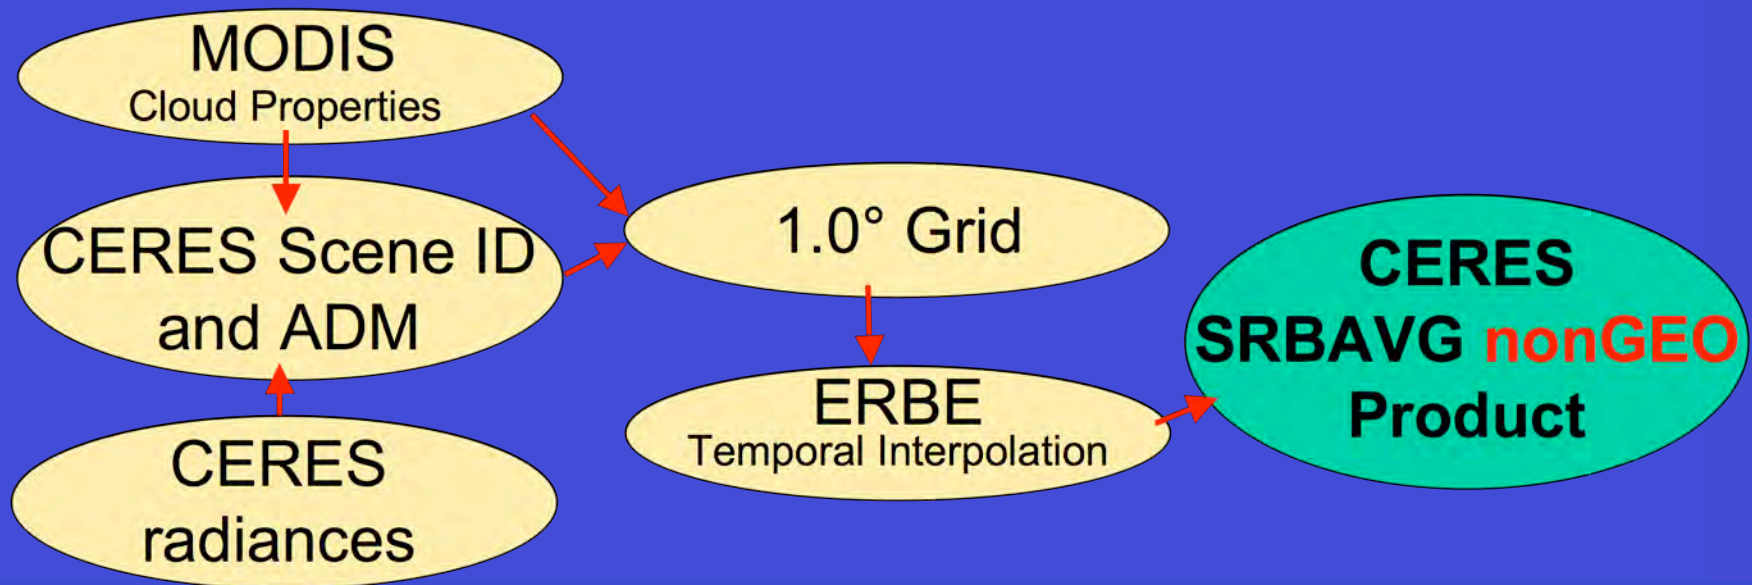 MODIS
Cloud Properties
CERES Scene ID
and ADM
CERES
radiances
1.0° Grid
ERBE
Temporal Interpolation
CERES
SRBAVG nonGEO
Product